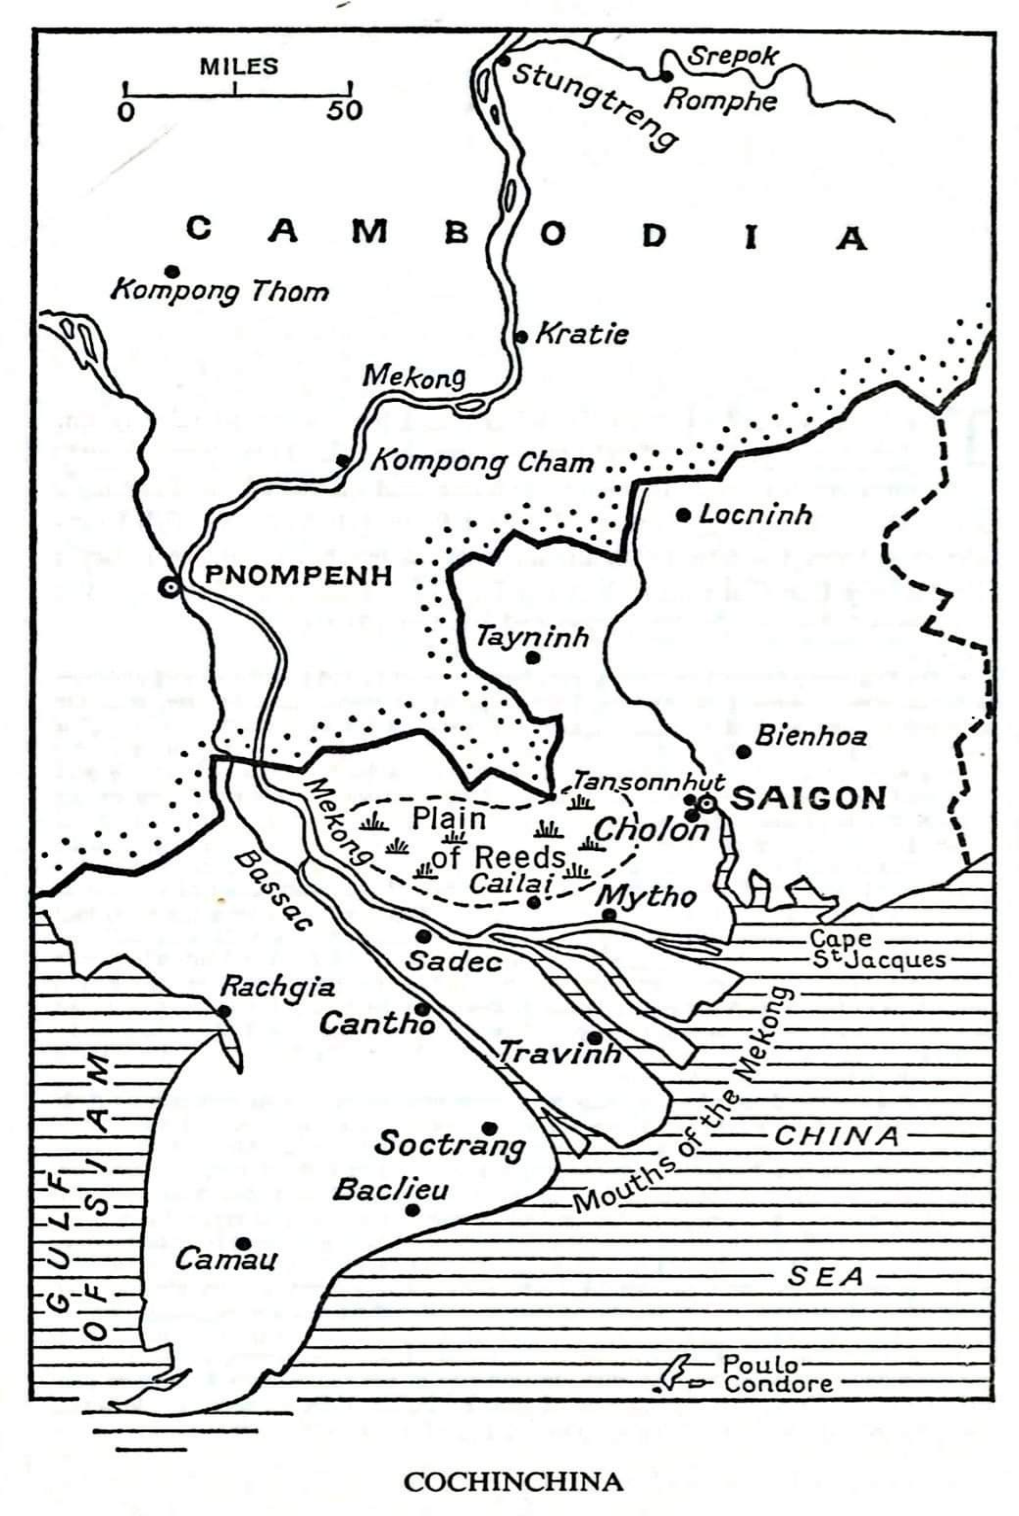 MILES
0 50
Srepok
Stungtreng
Romphe
CAMBODIA
Kompong Thom
Kratie
Mekong
Kompong Cham
Locninh
PNOMPENH
Tayninh
Bienhoa
Tansonnhut
SAIGON
Mekong
Plain
of Reeds
Cholon
Cailai
Bassac
Mytho
Cape
St Jacques
Sadec
Rachgia
Cantho
Travinh
Mouths of the Mekong
GULF
OF SIAM
CHINA
SEA
Soctrang
Baclieu
Camau
Poulo
Condore
COCHINCHINA